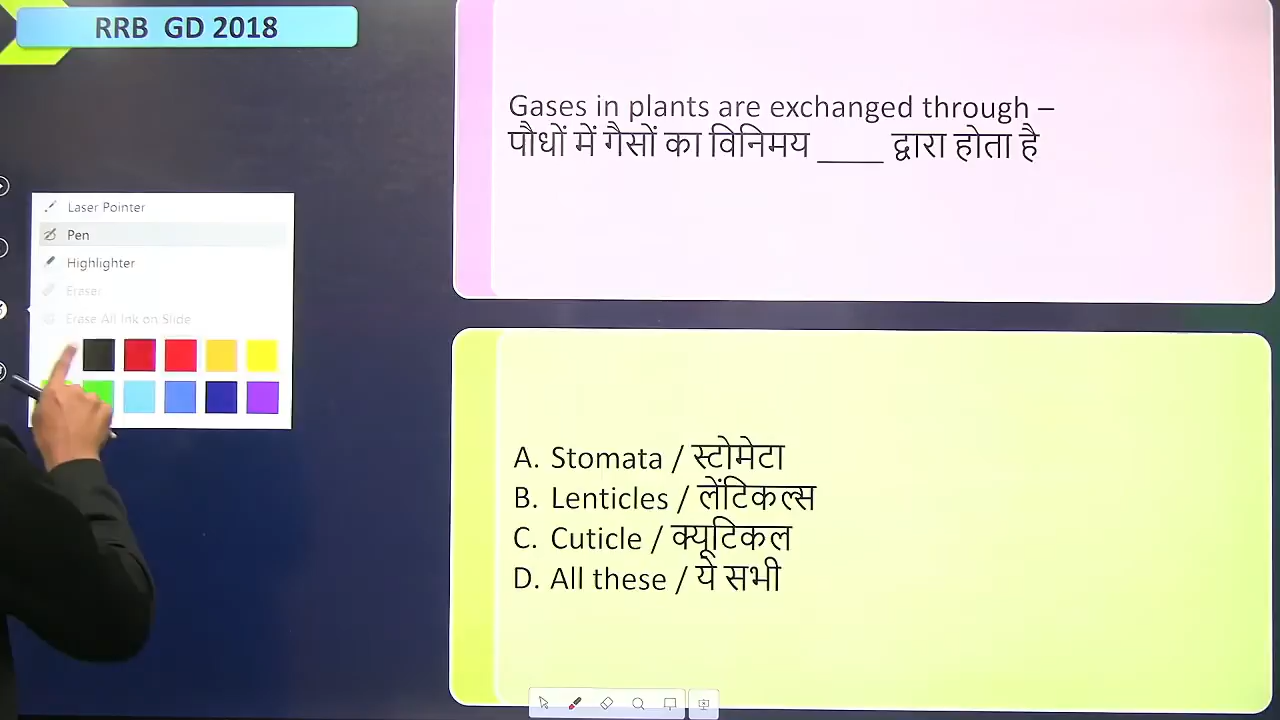 RRB GD 2018
Gases in plants are exchanged through –
पौधों में गैसों का विनिमय ____ द्वारा होता है
Laser Pointer
Pen
Highlighter
Eraser
Erase All Ink on Slide
A. Stomata / स्टोमेटा
B. Lenticles / लेंटिकल्स
C. Cuticle / क्यूटिकल
D. All these / ये सभी